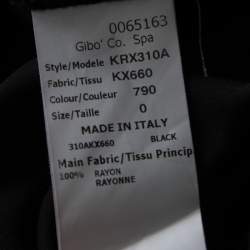 0065163
Gibo' Co. Spa
Style/Modele KRX310A
Fabric/Tissu KX660
Colour/Couleur 790
Size/Taille 0
MADE IN ITALY
310AKX660 BLACK
Main Fabric/Tissu Princip
100% RAYON
RAYONNE